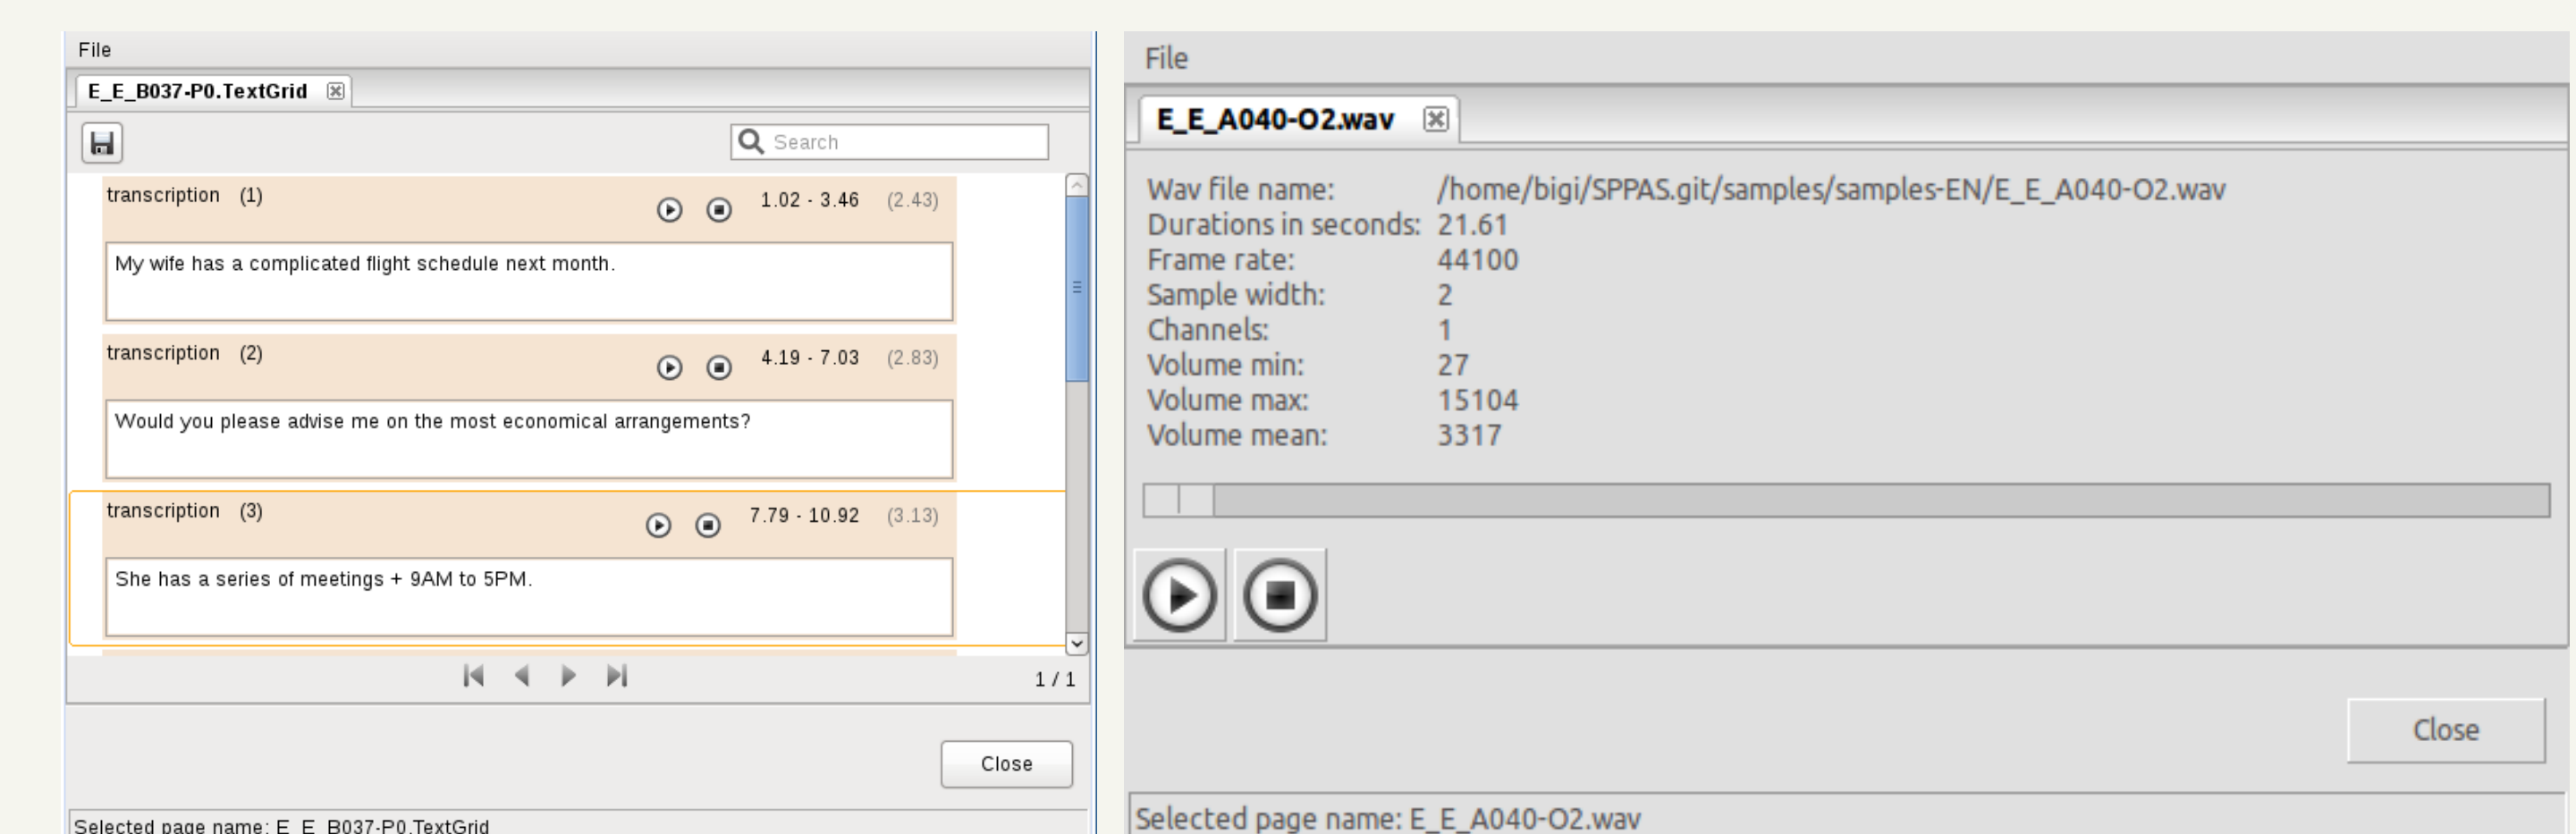 File
E_E_B037-P0.TextGrid
Search
transcription (1) 1.02 - 3.46 (2.43)
My wife has a complicated flight schedule next month.
transcription (2) 4.19 - 7.03 (2.83)
Would you please advise me on the most economical arrangements?
transcription (3) 7.79 - 10.92 (3.13)
She has a series of meetings + 9AM to 5PM.
1 / 1
Close
Selected page name: E_E_B037-P0.TextGrid
File
E_E_A040-O2.wav
Wav file name: /home/bigi/SPPAS.git/samples/samples-EN/E_E_A040-O2.wav
Durations in seconds: 21.61
Frame rate: 44100
Sample width: 2
Channels: 1
Volume min: 27
Volume max: 15104
Volume mean: 3317
Close
Selected page name: E_E_A040-O2.wav